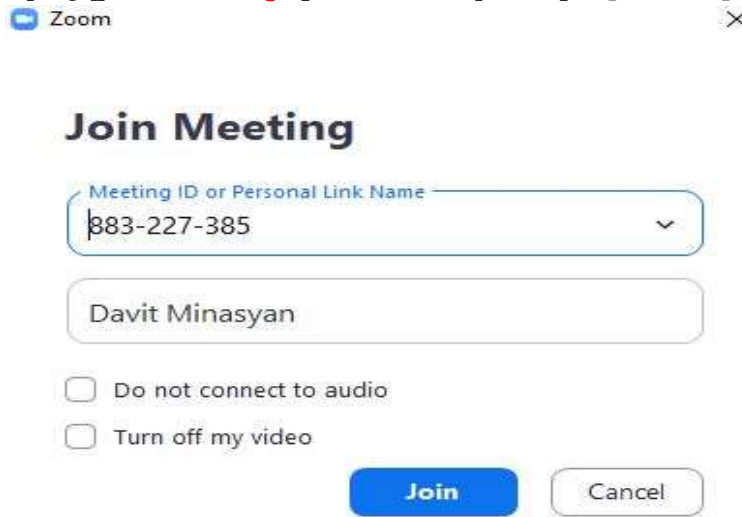 Zoom
Join Meeting
Meeting ID or Personal Link Name
883-227-385
Davit Minasyan
Do not connect to audio
Turn off my video
Join Cancel